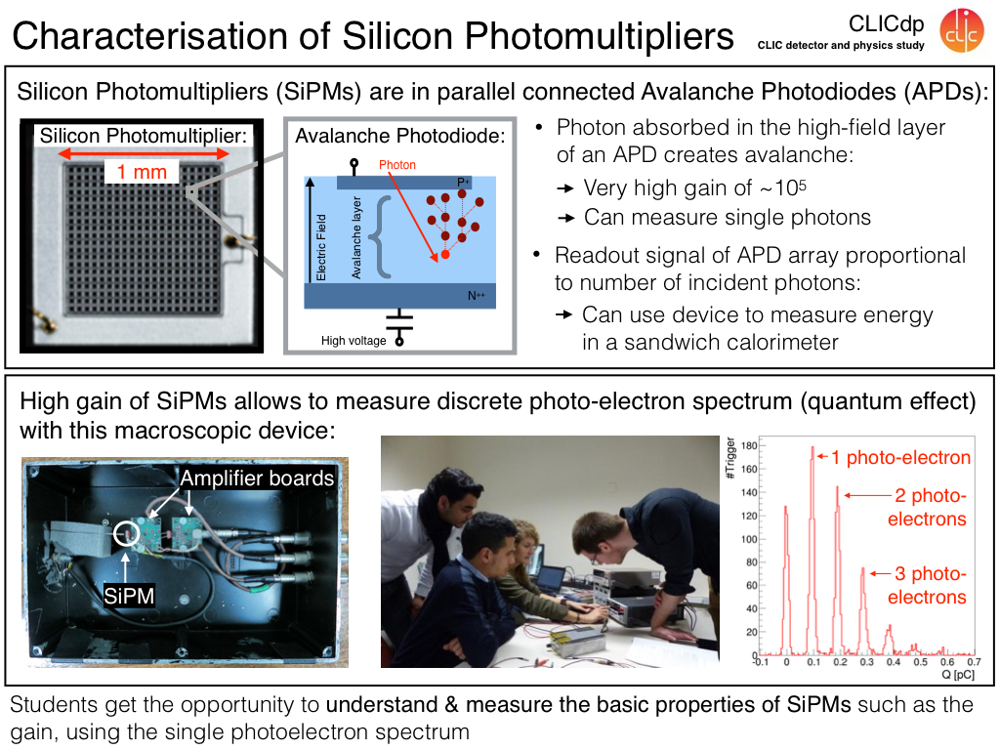 Characterisation of Silicon Photomultipliers
CLICdp
CLIC detector and physics study
clic
Silicon Photomultipliers (SiPMs) are in parallel connected Avalanche Photodiodes (APDs):
Silicon Photomultiplier:
1 mm
Avalanche Photodiode:
Photon
P+
Electric Field
Avalanche layer
N++
High voltage
• Photon absorbed in the high-field layer
of an APD creates avalanche:
→ Very high gain of ~10⁵
→ Can measure single photons
• Readout signal of APD array proportional
to number of incident photons:
→ Can use device to measure energy
in a sandwich calorimeter
High gain of SiPMs allows to measure discrete photo-electron spectrum (quantum effect)
with this macroscopic device:
Amplifier boards
SiPM
#Trigger
180
160
140
120
100
80
60
40
20
0
-0.1 0 0.1 0.2 0.3 0.4 0.5 0.6 0.7
Q [pC]
1 photo-electron
2 photo-
electrons
3 photo-
electrons
Students get the opportunity to understand & measure the basic properties of SiPMs such as the
gain, using the single photoelectron spectrum